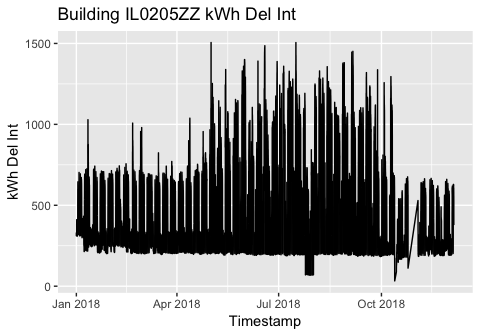 Building IL0205ZZ kWh Del Int
kWh Del Int
1500
1000
500
0
Jan 2018
Apr 2018
Jul 2018
Oct 2018
Timestamp